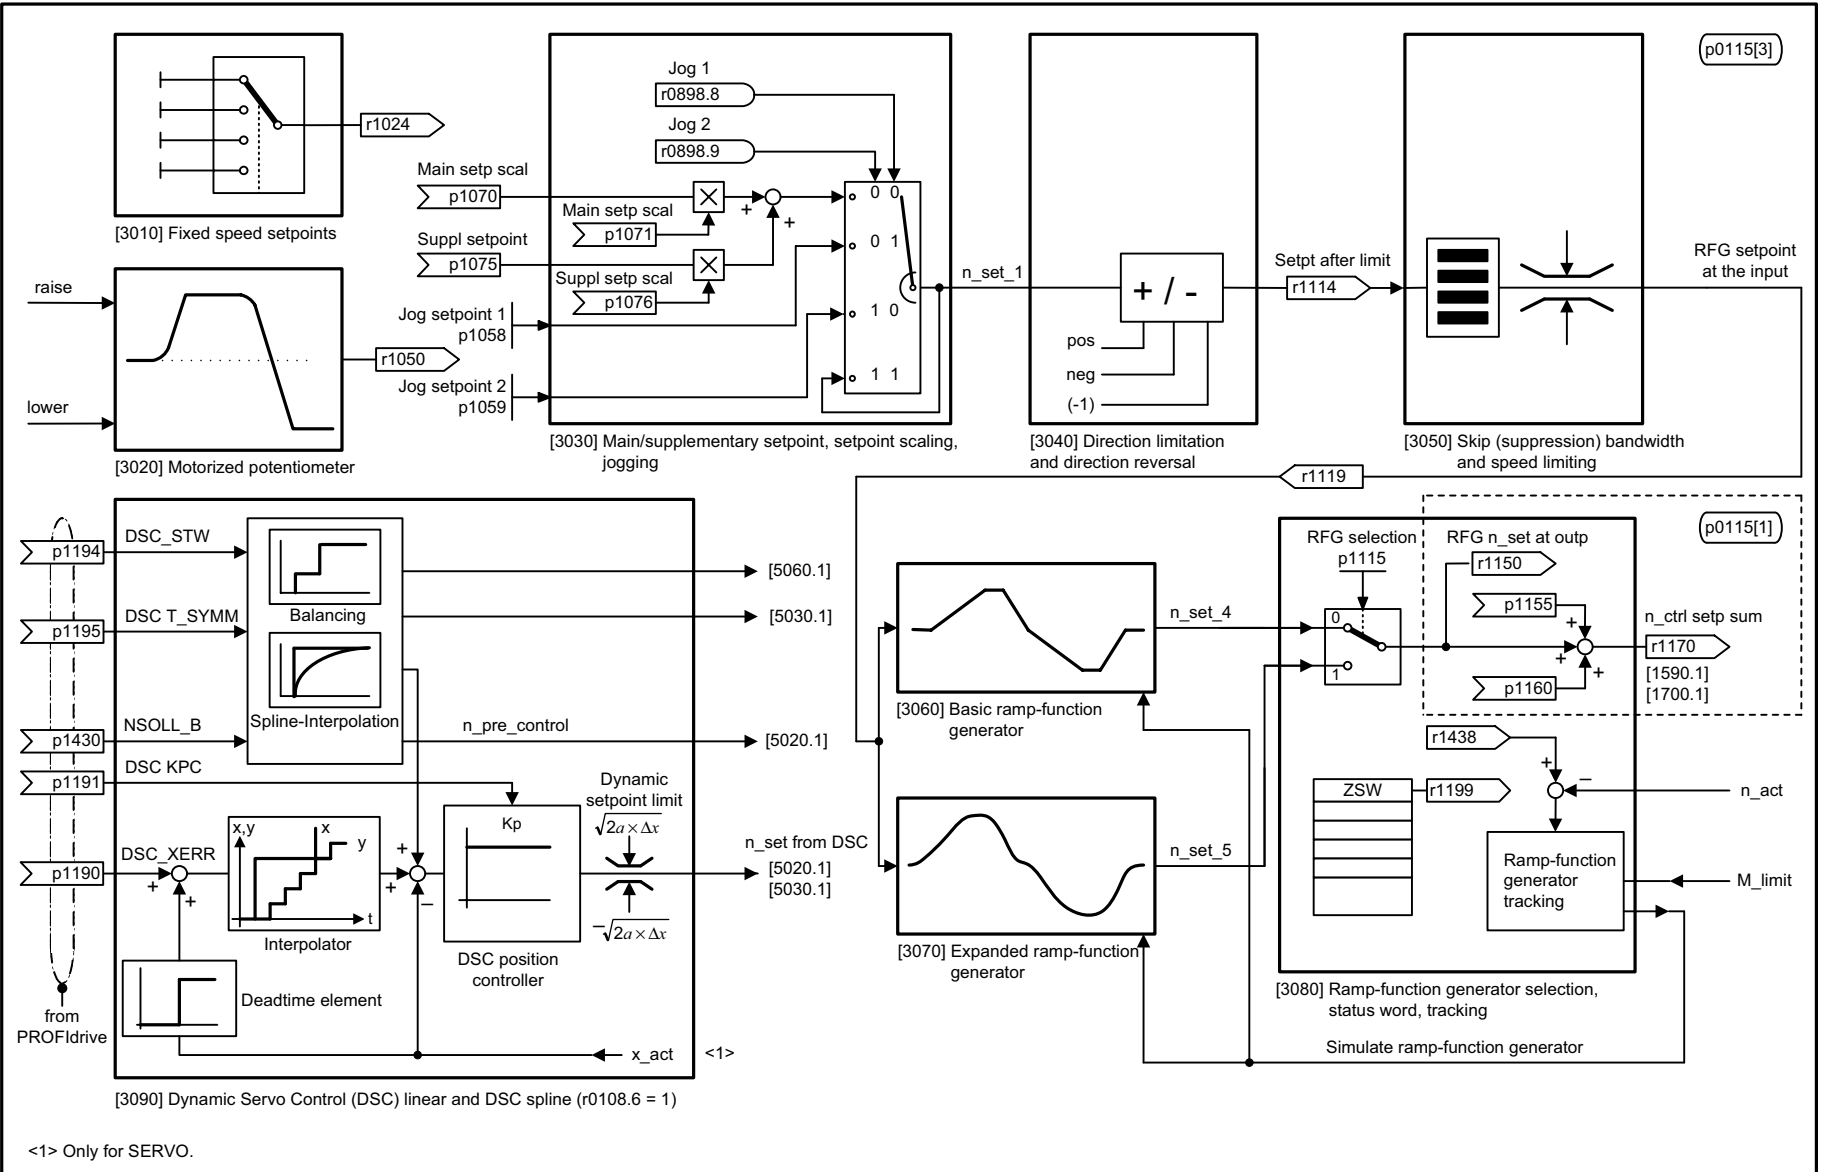 p0115[3]
r1024
[3010] Fixed speed setpoints
raise
lower
r1050
[3020] Motorized potentiometer
Jog 1
r0898.8
Jog 2
r0898.9
Main setp scal
p1070
Main setp scal
p1071
Suppl setpoint
p1075
Suppl setp scal
p1076
Jog setpoint 1
p1058
Jog setpoint 2
p1059
0 0
0 1
1 0
1 1
+
+
n_set_1
[3030] Main/supplementary setpoint, setpoint scaling,
jogging
+ / -
pos
neg
(-1)
[3040] Direction limitation
and direction reversal
Setpt after limit
r1114
[3050] Skip (suppression) bandwidth
and speed limiting
RFG setpoint
at the input
r1119
p1194
DSC_STW
p1195
DSC T_SYMM
p1430
NSOLL_B
p1191
DSC KPC
p1190
DSC_XERR
from
PROFIdrive
Balancing
Spline-Interpolation
[5060.1]
[5030.1]
n_pre_control
[5020.1]
+
+
x,y
x
y
t
Interpolator
+
+
–
Kp
DSC position
controller
Dynamic
setpoint limit
√2a × Δx
–√2a × Δx
n_set from DSC
[5020.1]
[5030.1]
Deadtime element
x_act
<1>
[3090] Dynamic Servo Control (DSC) linear and DSC spline (r0108.6 = 1)
n_set_4
[3060] Basic ramp-function
generator
n_set_5
[3070] Expanded ramp-function
generator
RFG selection
p1115
0
1
RFG n_set at outp
r1150
p0115[1]
p1155
+
+
+
p1160
n_ctrl setp sum
r1170
[1590.1]
[1700.1]
r1438
+
–
n_act
ZSW
r1199
Ramp-function
generator
tracking
M_limit
[3080] Ramp-function generator selection,
status word, tracking
Simulate ramp-function generator
<1> Only for SERVO.